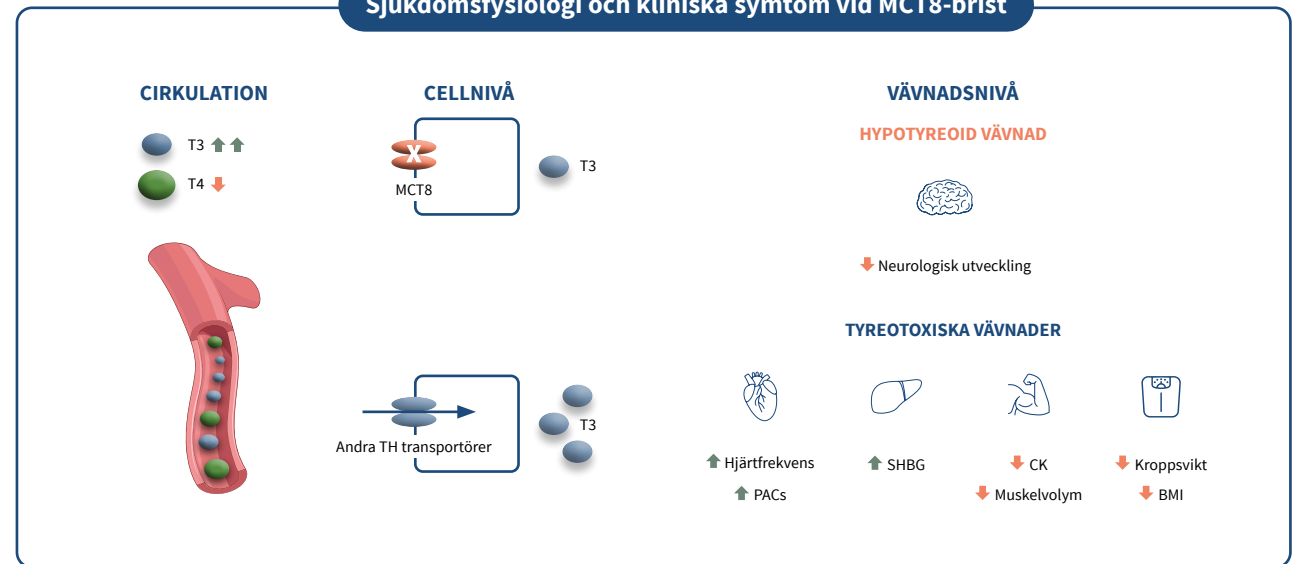 Sjukdomsfysiologi och kliniska symtom vid MCT8-brist
CIRKULATION
T3
T4
CELLNIVÅ
X
MCT8
T3
Andra TH transportörer
T3
VÄVNADSNIVÅ
HYPOTYREOID VÄVNAD
Neurologisk utveckling
TYREOTOXISKA VÄVNADER
Hjärtfrekvens
PACs
SHBG
CK
Muskelvolym
Kroppsvikt
BMI